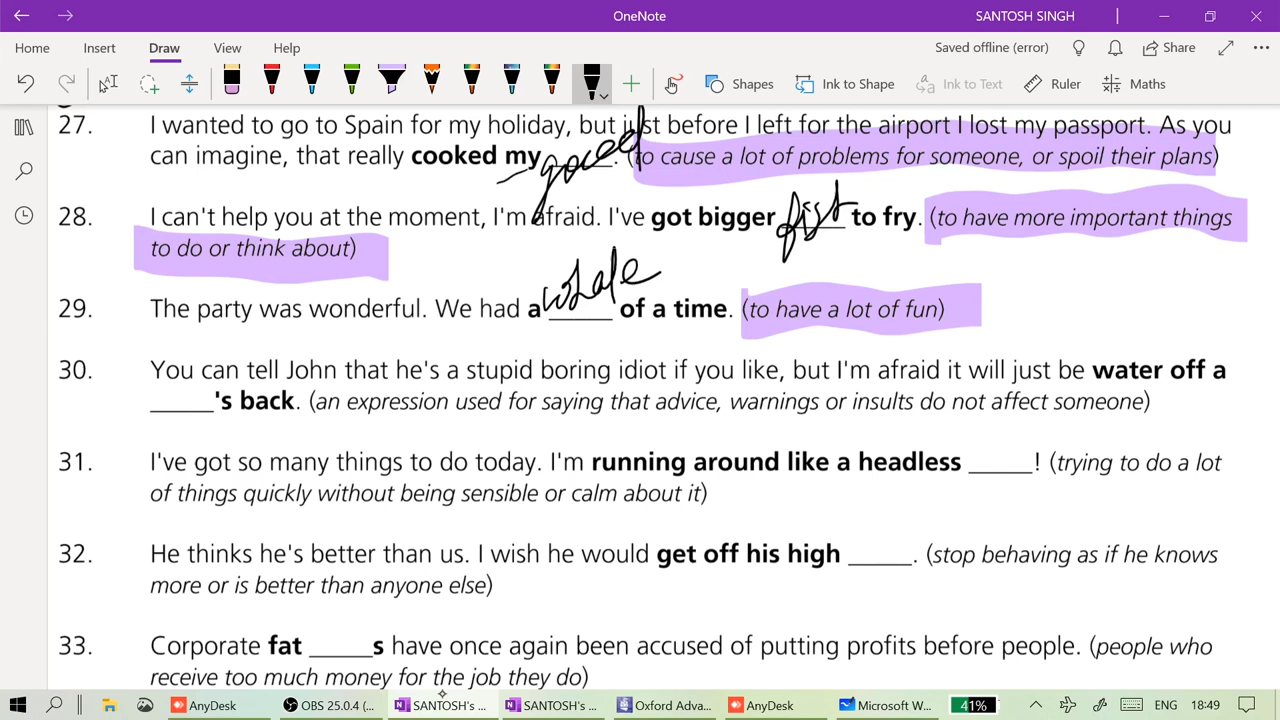 OneNote
SANTOSH SINGH
Home Insert Draw View Help
Saved offline (error) Share
Shapes Ink to Shape Ink to Text Ruler Maths
27. I wanted to go to Spain for my holiday, but just before I left for the airport I lost my passport. As you
can imagine, that really cooked my _____. (to cause a lot of problems for someone, or spoil their plans)
28. I can't help you at the moment, I'm afraid. I've got bigger _____ to fry. (to have more important things
to do or think about)
whale
29. The party was wonderful. We had a _____ of a time. (to have a lot of fun)
30. You can tell John that he's a stupid boring idiot if you like, but I'm afraid it will just be water off a
_____'s back. (an expression used for saying that advice, warnings or insults do not affect someone)
31. I've got so many things to do today. I'm running around like a headless _____! (trying to do a lot
of things quickly without being sensible or calm about it)
32. He thinks he's better than us. I wish he would get off his high _____. (stop behaving as if he knows
more or is better than anyone else)
33. Corporate fat _____s have once again been accused of putting profits before people. (people who
receive too much money for the job they do)
AnyDesk OBS 25.0.4 (... SANTOSH's ... SANTOSH's ... Oxford Adva... AnyDesk Microsoft W... 41% ENG 18:49